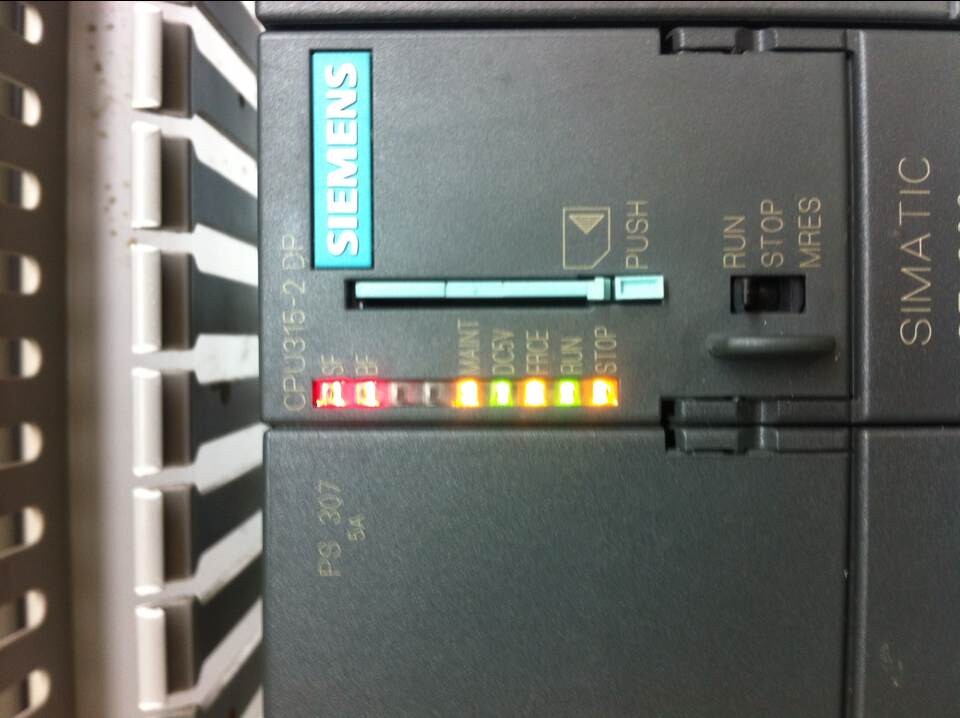 SIEMENS
CPU315-2 DP
SF
BF
MAINT
DC5V
FRCE
RUN
STOP
PUSH
RUN
STOP
MRES
PS 307
5A
SIMATIC